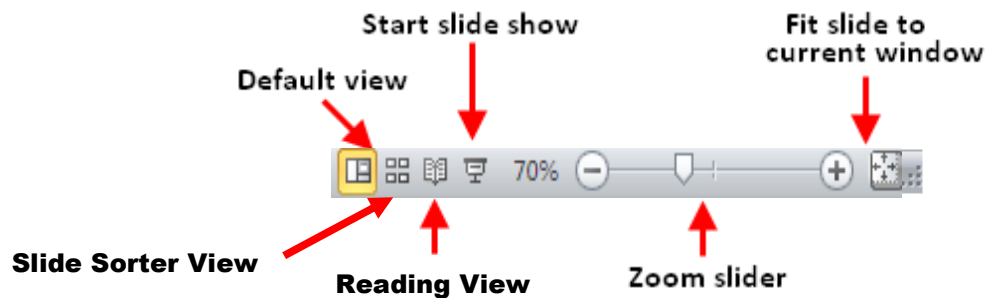 Start slide show
Fit slide to
current window
Default view
70%
Slide Sorter View
Reading View
Zoom slider